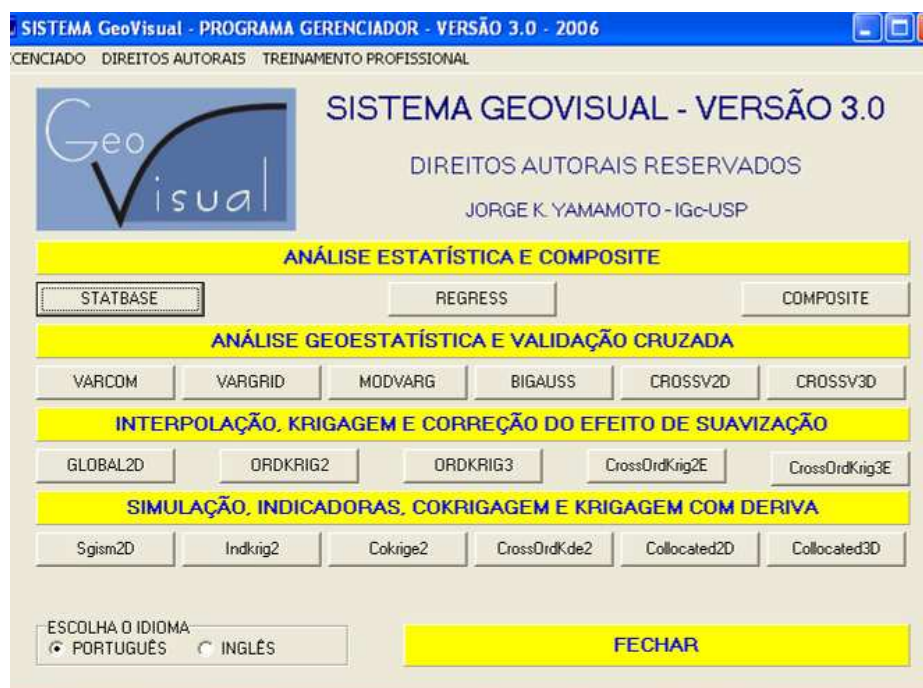 SISTEMA GeoVisual - PROGRAMA GERENCIADOR - VERSÃO 3.0 - 2006
CENCIADO DIREITOS AUTORAIS TREINAMENTO PROFISSIONAL
Geo
Visual
SISTEMA GEOVISUAL - VERSÃO 3.0
DIREITOS AUTORAIS RESERVADOS
JORGE K. YAMAMOTO - IGc-USP
ANÁLISE ESTATÍSTICA E COMPOSITE
STATBASE REGRESS COMPOSITE
ANÁLISE GEOESTATÍSTICA E VALIDAÇÃO CRUZADA
VARCOM VARGRID MODVARG BIGAUSS CROSSV2D CROSSV3D
INTERPOLAÇÃO, KRIGAGEM E CORREÇÃO DO EFEITO DE SUAVIZAÇÃO
GLOBAL2D ORDKRIG2 ORDKRIG3 CrossOrdKrig2E CrossOrdKrig3E
SIMULAÇÃO, INDICADORAS, COKRIGAGEM E KRIGAGEM COM DERIVA
Sgism2D Indkrig2 Cokrige2 CrossOrdKde2 Collocated2D Collocated3D
ESCOLHA O IDIOMA
PORTUGUÊS INGLÊS
FECHAR